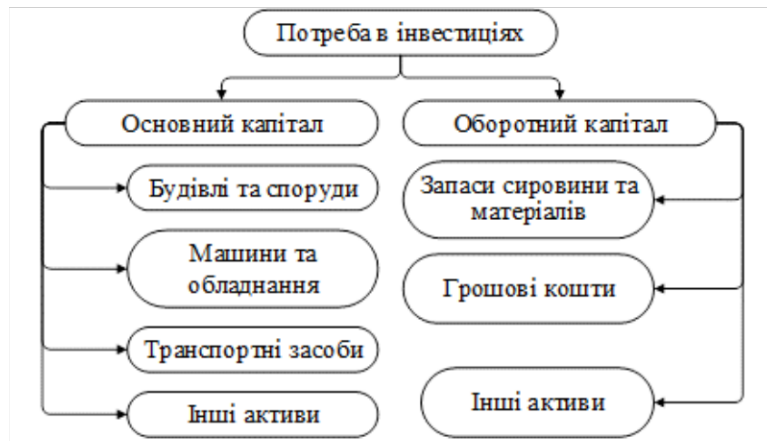 Потреба в інвестиціях
Основний капітал
Будівлі та споруди
Машини та
обладнання
Транспортні засоби
Інші активи
Оборотний капітал
Запаси сировини та
матеріалів
Грошові кошти
Інші активи